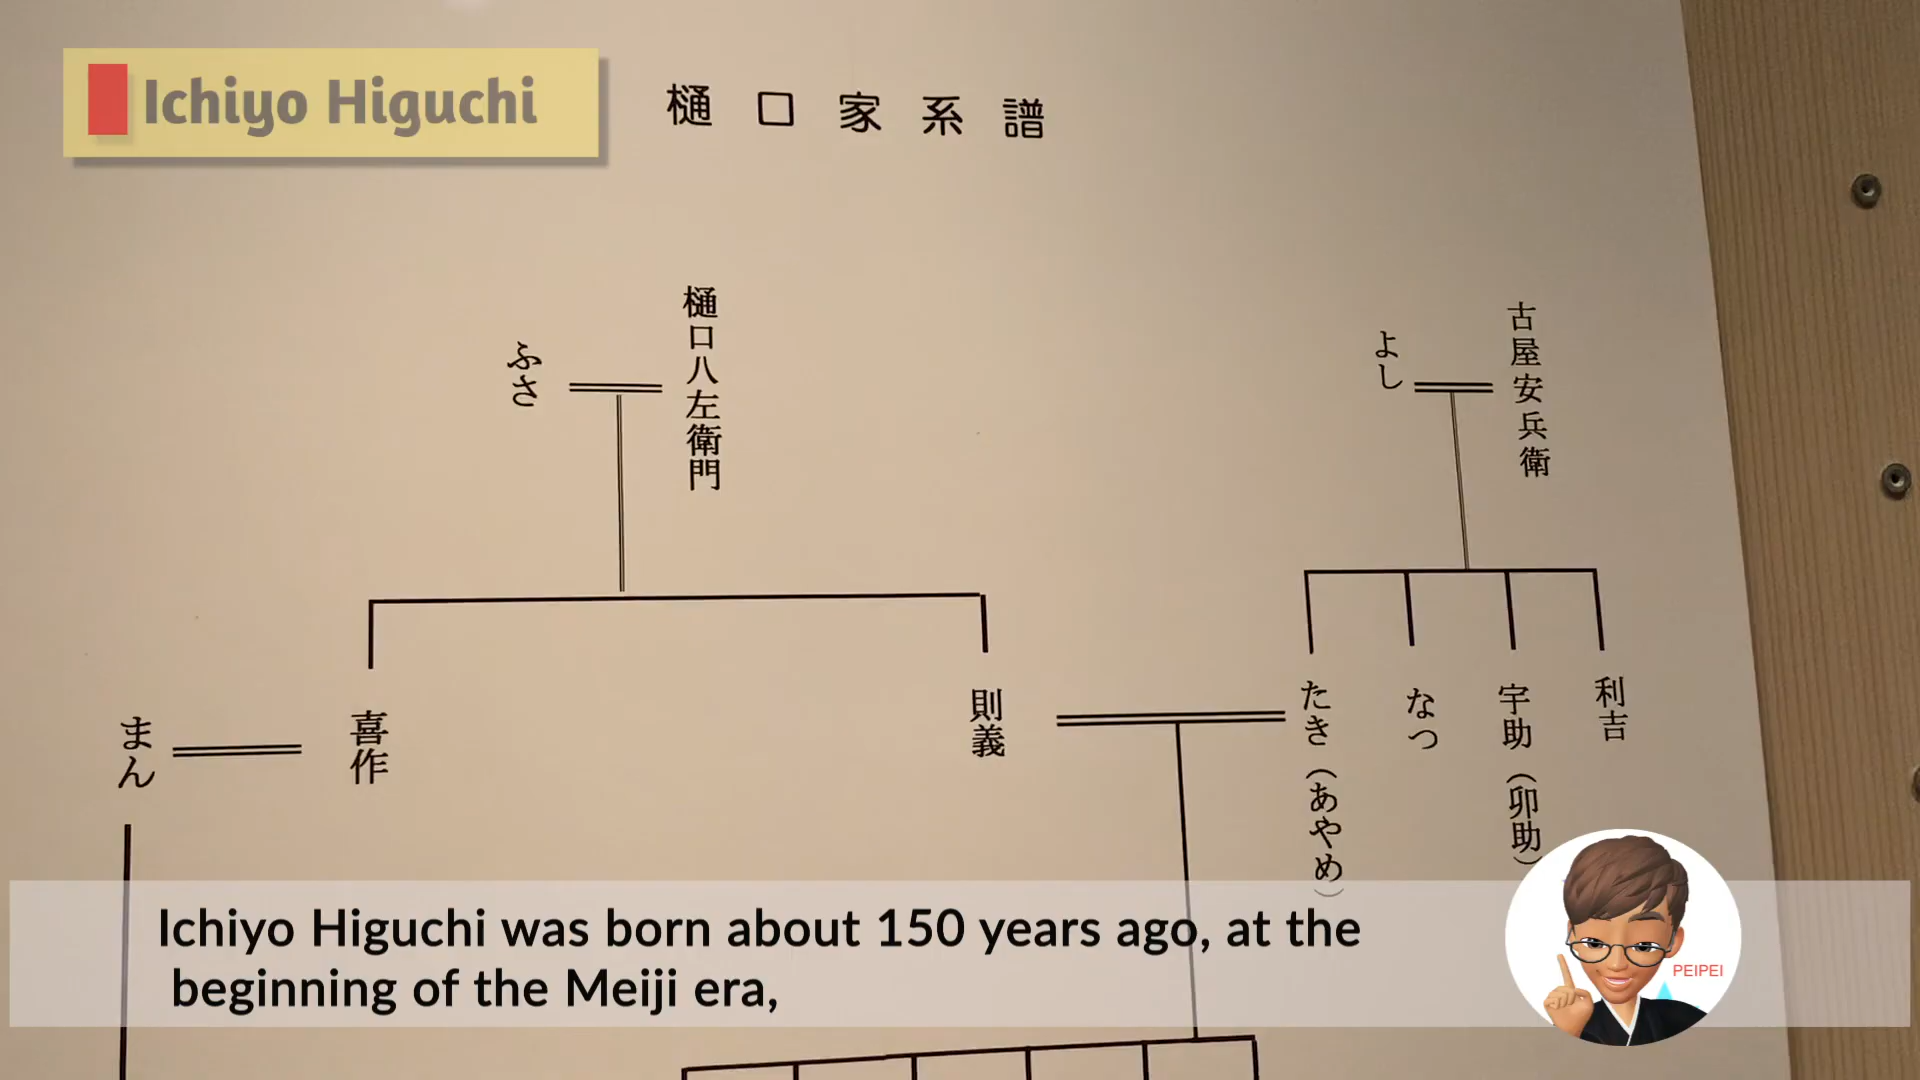 Ichiyo Higuchi
樋口家系譜
古屋安兵衛
よし
樋口八左衛門
ふさ
利吉
宇助（卯助）
なつ
たき（あやめ）
則義
喜作
まん
Ichiyo Higuchi was born about 150 years ago, at the
beginning of the Meiji era,
PEIPEI